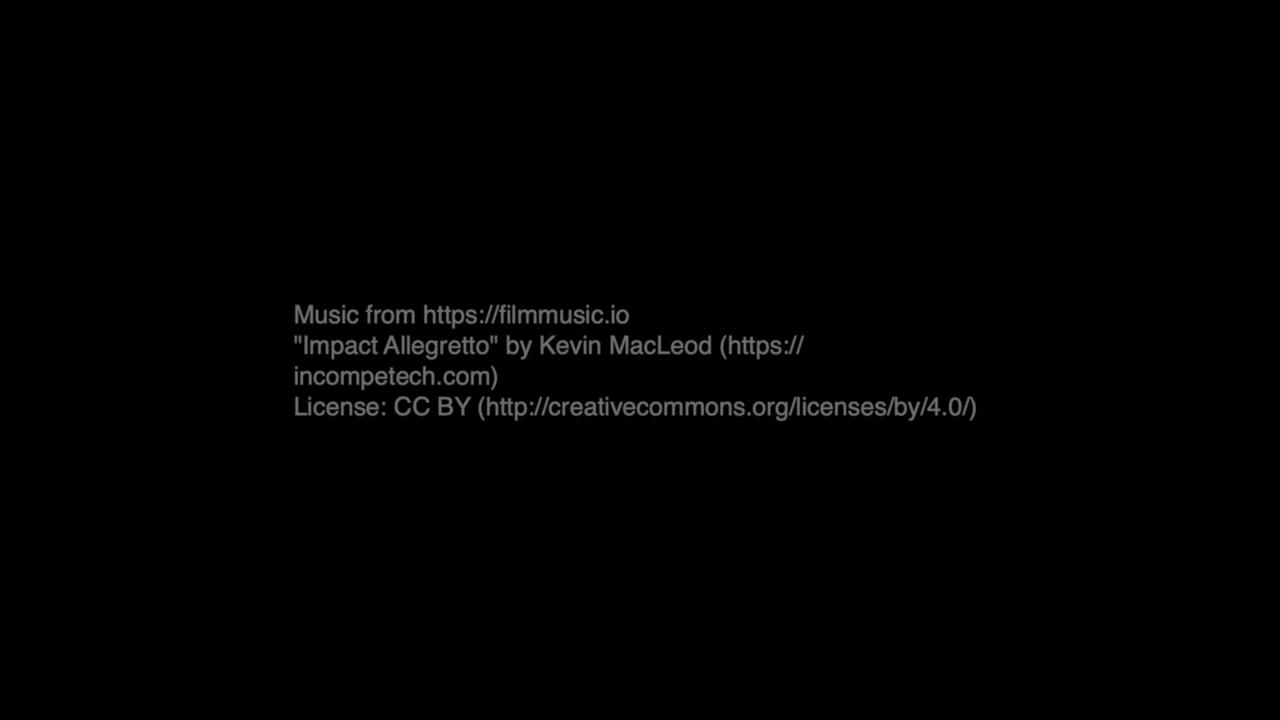 Music from https://filmmusic.io
"Impact Allegretto" by Kevin MacLeod (https://
incompetech.com)
License: CC BY (http://creativecommons.org/licenses/by/4.0/)